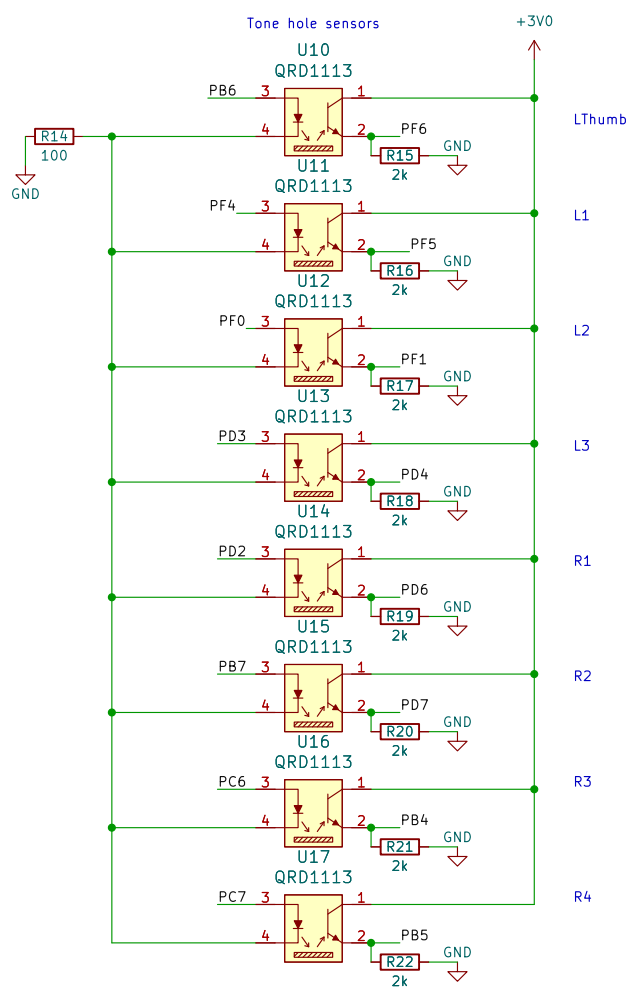 Tone hole sensors
+3V0
U10
QRD1113
PB6 3 1
LThumb
R14 4 2 PF6
100 R15 GND
GND U11 2k
QRD1113
PF4 3 1 L1
4 2 PF5
R16 GND
U12 2k
QRD1113
PF0 3 1 L2
4 2 PF1
R17 GND
U13 2k
QRD1113
PD3 3 1 L3
4 2 PD4
R18 GND
U14 2k
QRD1113
PD2 3 1 R1
4 2 PD6
R19 GND
U15 2k
QRD1113
PB7 3 1 R2
4 2 PD7
R20 GND
U16 2k
QRD1113
PC6 3 1 R3
4 2 PB4
R21 GND
U17 2k
QRD1113
PC7 3 1 R4
4 2 PB5
R22 GND
2k